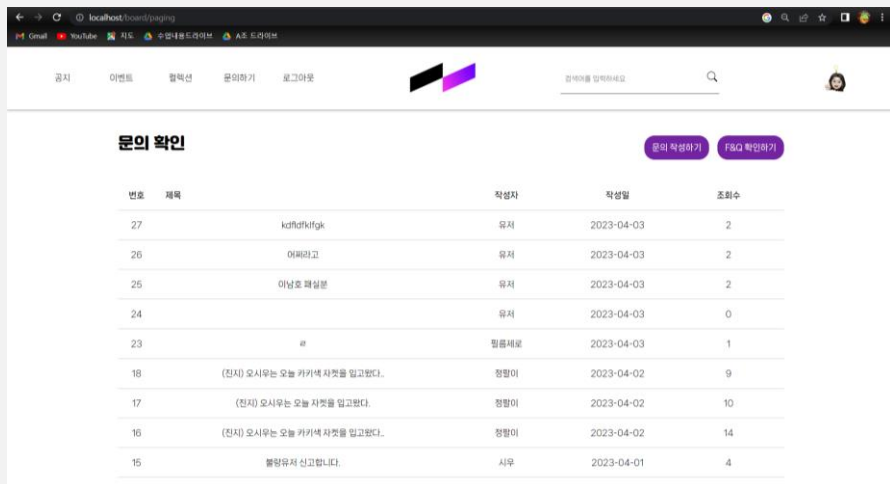 localhost/board/paging
Gmail YouTube 지도 수업내용드라이브 A조 드라이브
공지 이벤트 컬렉션 문의하기 로그아웃 검색어를 입력하세요
문의 확인 문의 작성하기 F&Q 확인하기
번호 제목 작성자 작성일 조회수
27 kdfldfklfgk 유저 2023-04-03 2
26 어쩌라고 유저 2023-04-03 2
25 이남호 패실분 유저 2023-04-03 2
24 유저 2023-04-03 0
23 ㄹ 필름세로 2023-04-03 1
18 (진지) 오시우는 오늘 카키색 자켓을 입고왔다.. 정팔이 2023-04-02 9
17 (진지) 오시우는 오늘 자켓을 입고왔다. 정팔이 2023-04-02 10
16 (진지) 오시우는 오늘 카키색 자켓을 입고왔다.. 정팔이 2023-04-02 14
15 불량유저 신고합니다. 시우 2023-04-01 4